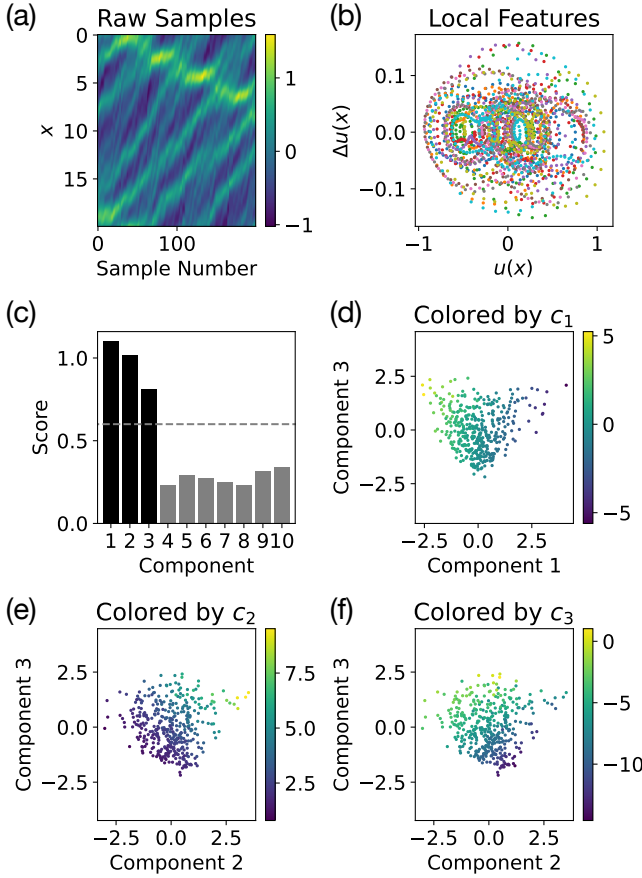 (a)
Raw Samples
0
5
10
15
x
0
100
Sample Number
1
0
−1
(b)
Local Features
0.1
0.0
−0.1
Δu(x)
−1
0
1
u(x)
(c)
1.0
0.5
0.0
Score
1 2 3 4 5 6 7 8 9 10
Component
(d)
Colored by c₁
2.5
0.0
−2.5
Component 3
−2.5
0.0
2.5
Component 1
5
0
−5
(e)
Colored by c₂
2.5
0.0
−2.5
Component 3
−2.5
0.0
2.5
Component 2
7.5
5.0
2.5
(f)
Colored by c₃
2.5
0.0
−2.5
Component 3
−2.5
0.0
2.5
Component 2
0
−5
−10